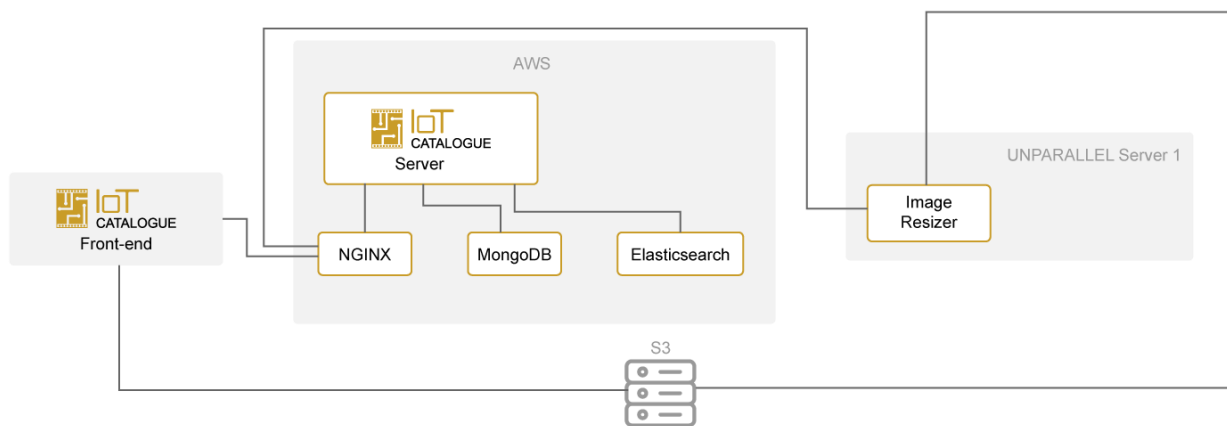 AWS
IoT
CATALOGUE
Server
UNPARALLEL Server 1
IoT
CATALOGUE
Front-end
Image
Resizer
NGINX
MongoDB
Elasticsearch
S3